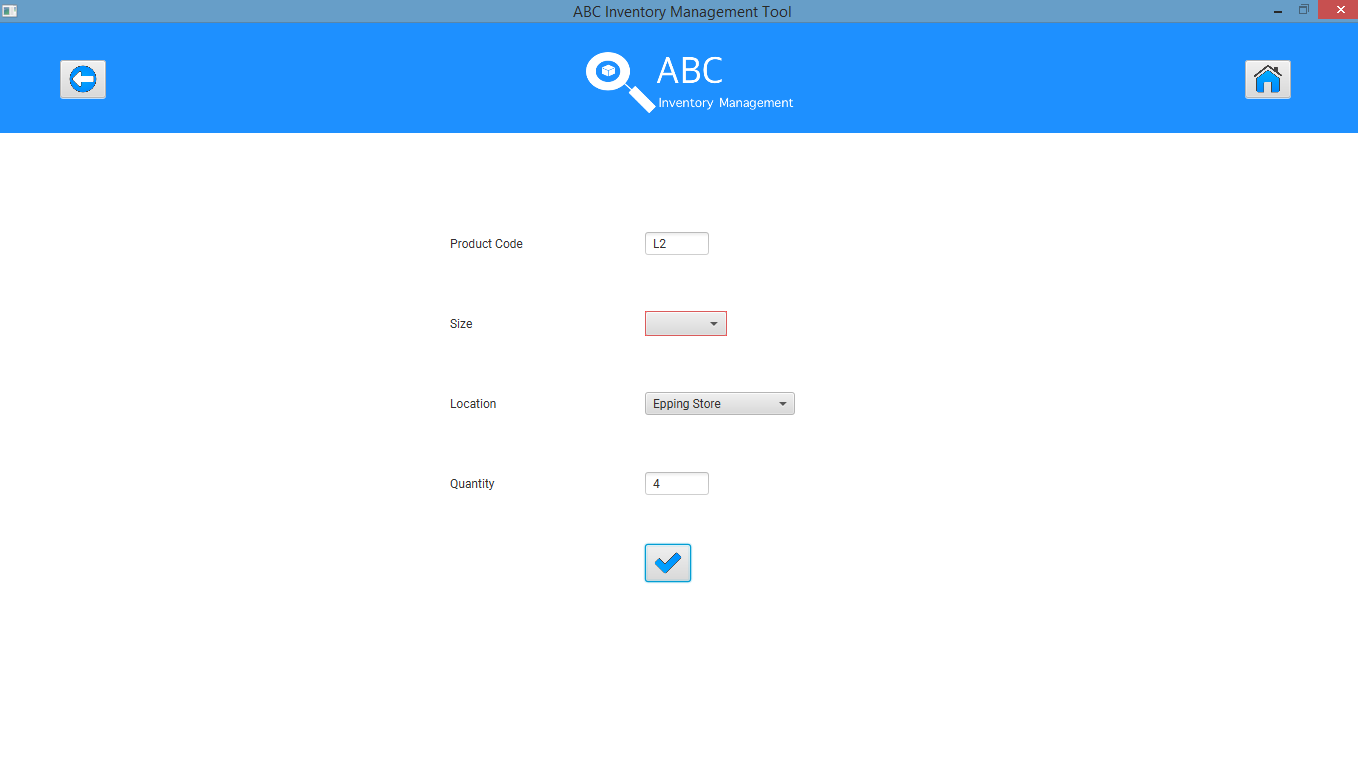 ABC Inventory Management Tool
ABC
Inventory Management
Product Code L2
Size
Location Epping Store
Quantity 4